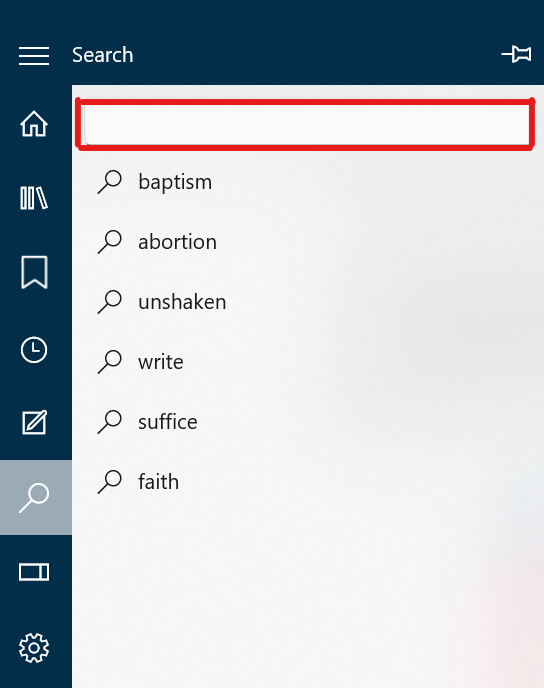 Search
baptism
abortion
unshaken
write
suffice
faith